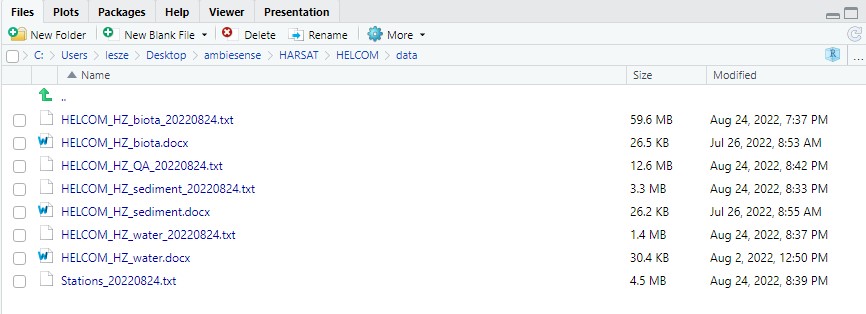 Files Plots Packages Help Viewer Presentation
New Folder New Blank File Delete Rename More
C: Users lesze Desktop ambiesense HARSAT HELCOM data R ...
Name Size Modified
..
HELCOM_HZ_biota_20220824.txt 59.6 MB Aug 24, 2022, 7:37 PM
HELCOM_HZ_biota.docx 26.5 KB Jul 26, 2022, 8:53 AM
HELCOM_HZ_QA_20220824.txt 12.6 MB Aug 24, 2022, 8:42 PM
HELCOM_HZ_sediment_20220824.txt 3.3 MB Aug 24, 2022, 8:33 PM
HELCOM_HZ_sediment.docx 26.2 KB Jul 26, 2022, 8:55 AM
HELCOM_HZ_water_20220824.txt 1.4 MB Aug 24, 2022, 8:37 PM
HELCOM_HZ_water.docx 30.4 KB Aug 2, 2022, 12:50 PM
Stations_20220824.txt 4.5 MB Aug 24, 2022, 8:39 PM